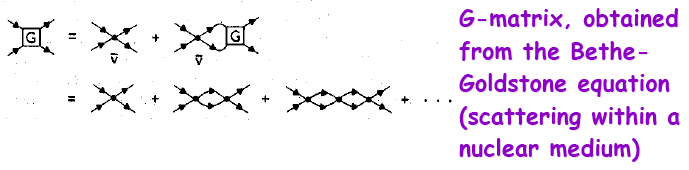 G = + G
v̄ v̄
= + + + . . .
G-matrix, obtained
from the Bethe-
Goldstone equation
(scattering within a
nuclear medium)